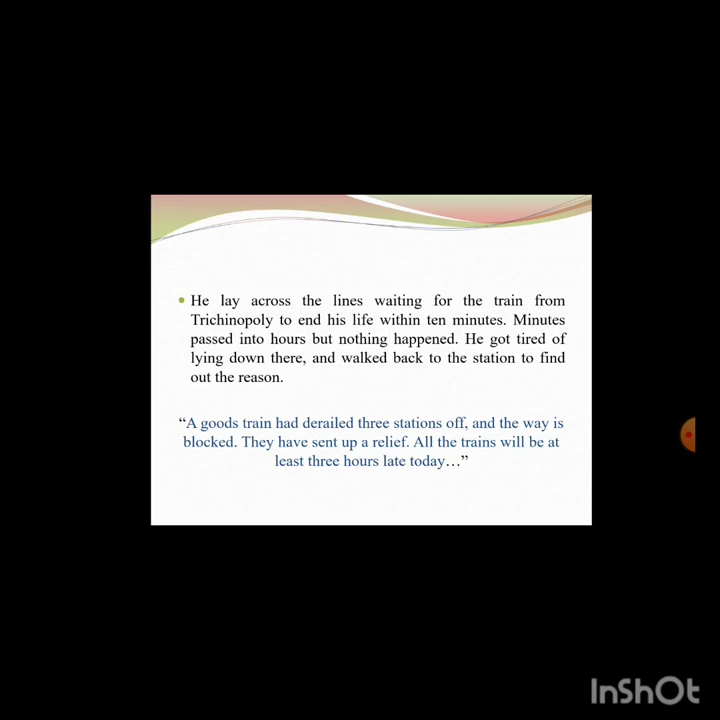 He lay across the lines waiting for the train from
Trichinopoly to end his life within ten minutes. Minutes
passed into hours but nothing happened. He got tired of
lying down there, and walked back to the station to find
out the reason.
“A goods train had derailed three stations off, and the way is
blocked. They have sent up a relief. All the trains will be at
least three hours late today…”
InShOt